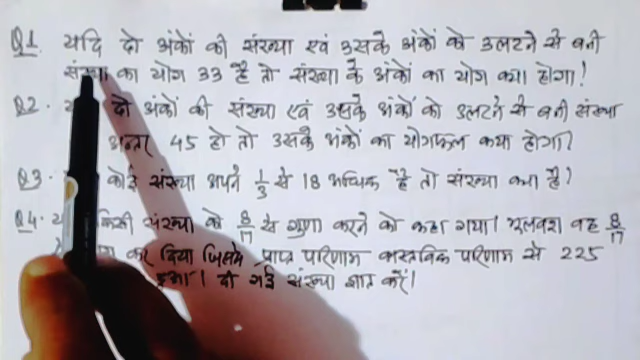 Q1. यदि दो अंकों की संख्या एवं उसके अंकों को उलटने से बनी
संख्या का योग 33 है तो संख्या के अंकों का योग क्या होगा!
Q2. दो अंकों की संख्या एवं उसके अंकों को उलटने से बनी संख्या
अन्तर 45 हो तो उसके अंकों का योगफल क्या होगा।
Q3. कोई संख्या अपने 1/3 से 18 अधिक है तो संख्या क्या है?
Q4. किसी संख्या को 8/17 से गुणा करने को कहा गया। भूलवश वह 8/17
कर दिया जिससे प्राप्त परिणाम वास्तविक परिणाम से 225
हुआ। दी गई संख्या ज्ञात करें।